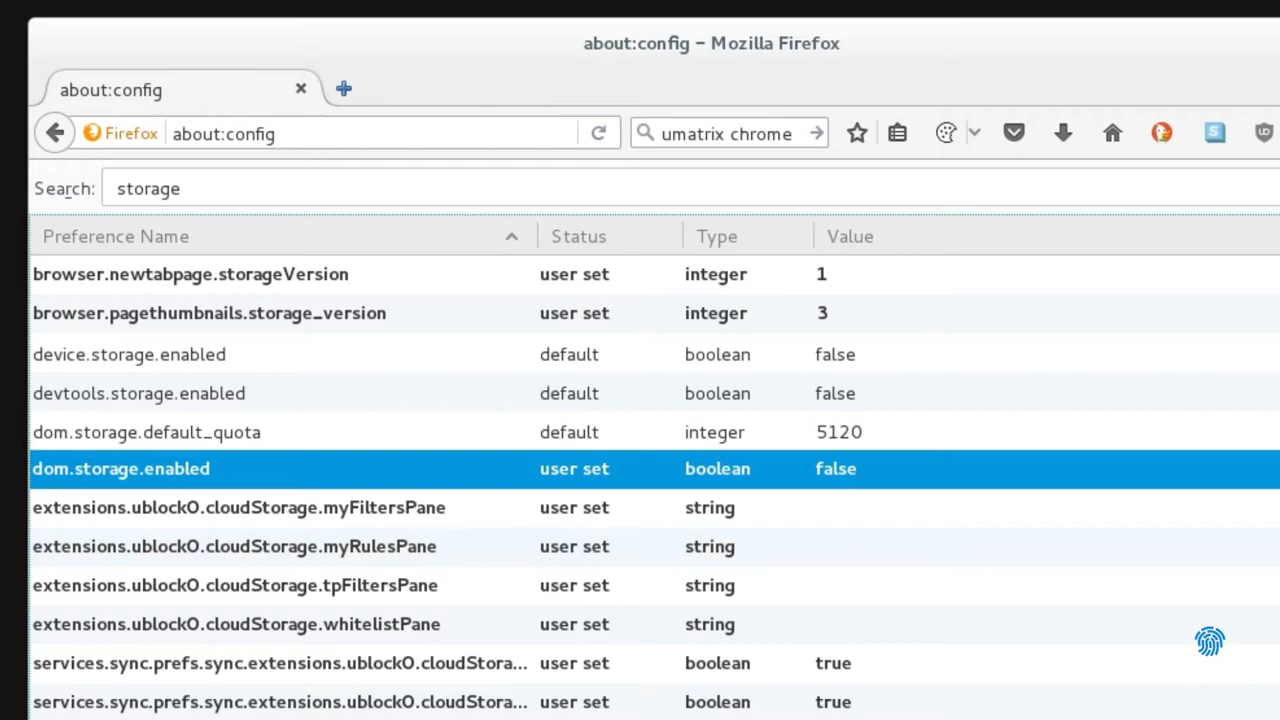 about:config – Mozilla Firefox
about:config
Firefox about:config umatrix chrome S
Search: storage
Preference Name Status Type Value
browser.newtabpage.storageVersion user set integer 1
browser.pagethumbnails.storage_version user set integer 3
device.storage.enabled default boolean false
devtools.storage.enabled default boolean false
dom.storage.default_quota default integer 5120
dom.storage.enabled user set boolean false
extensions.ublock0.cloudStorage.myFiltersPane user set string
extensions.ublock0.cloudStorage.myRulesPane user set string
extensions.ublock0.cloudStorage.tpFiltersPane user set string
extensions.ublock0.cloudStorage.whitelistPane user set string
services.sync.prefs.sync.extensions.ublock0.cloudStora... user set boolean true
services.sync.prefs.sync.extensions.ublock0.cloudStora... user set boolean true